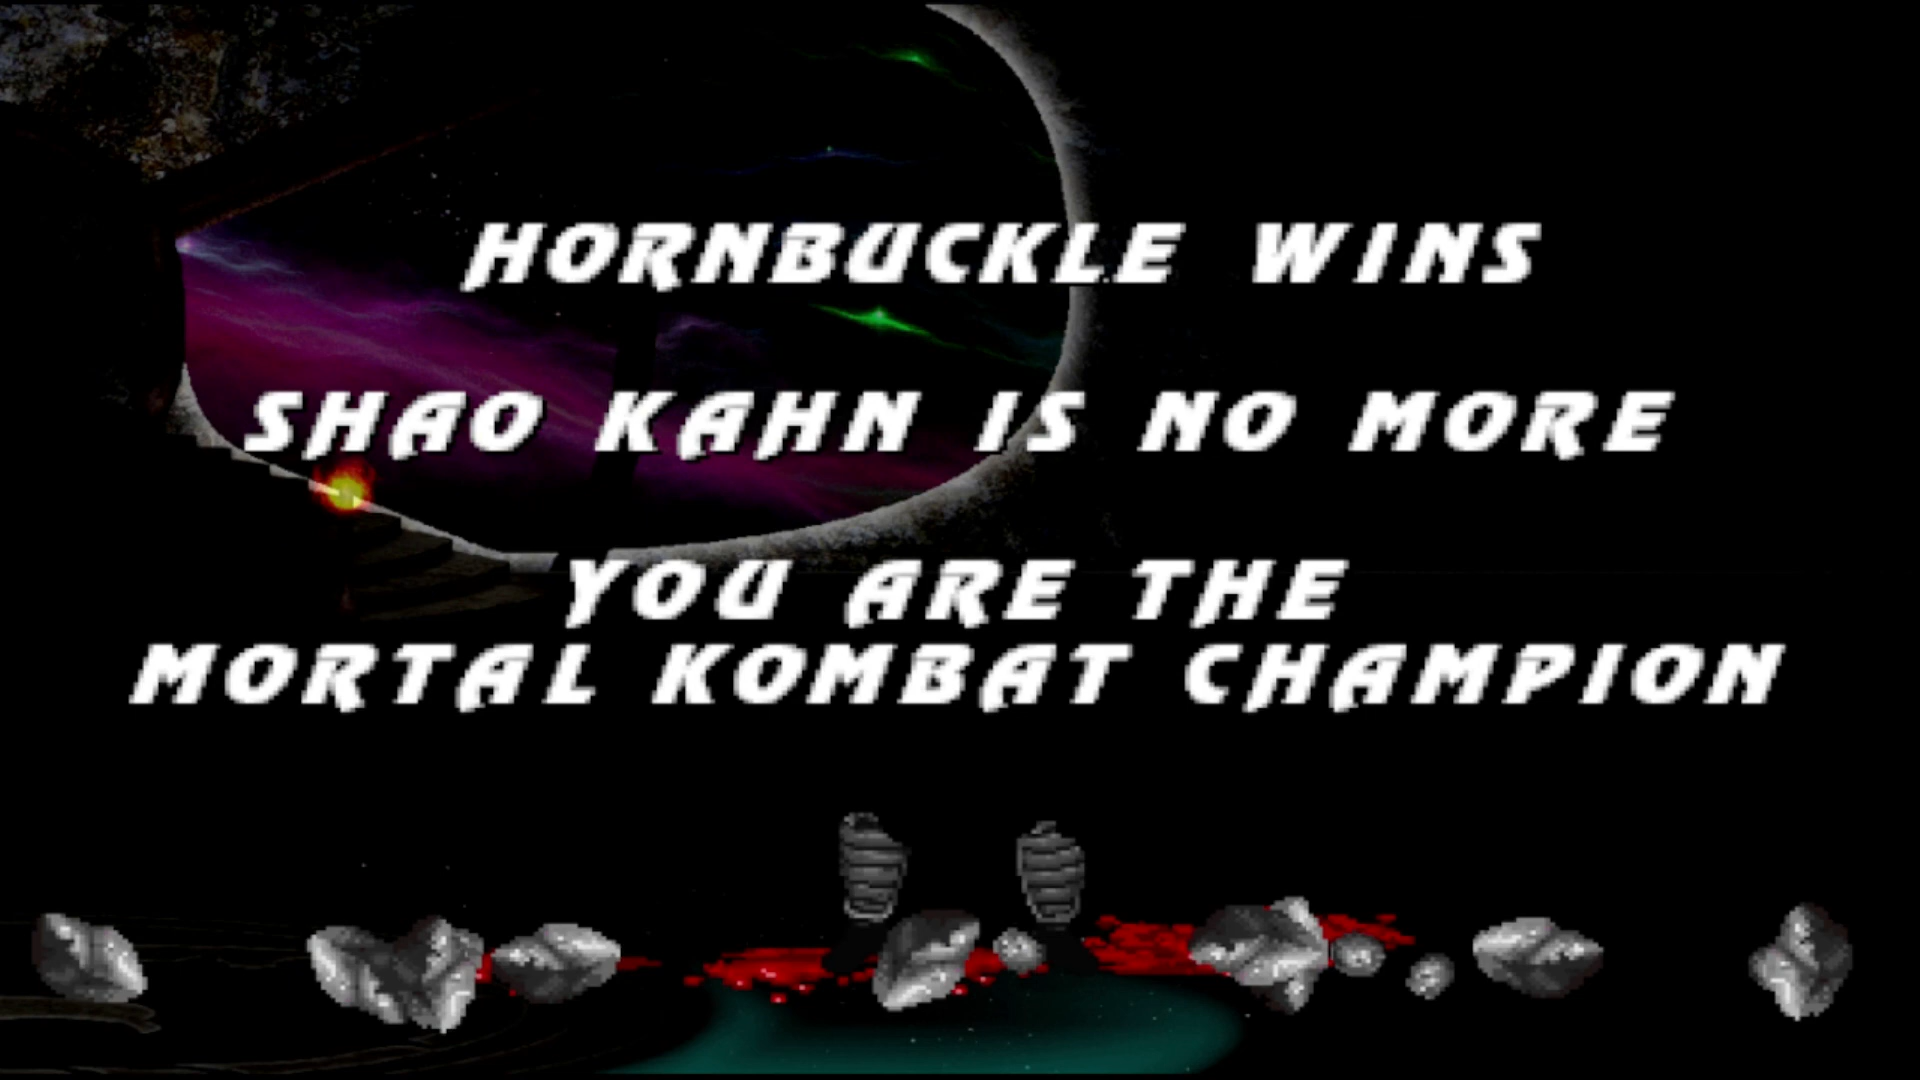 HORNBUCKLE WINS
SHAO KAHN IS NO MORE
YOU ARE THE
MORTAL KOMBAT CHAMPION